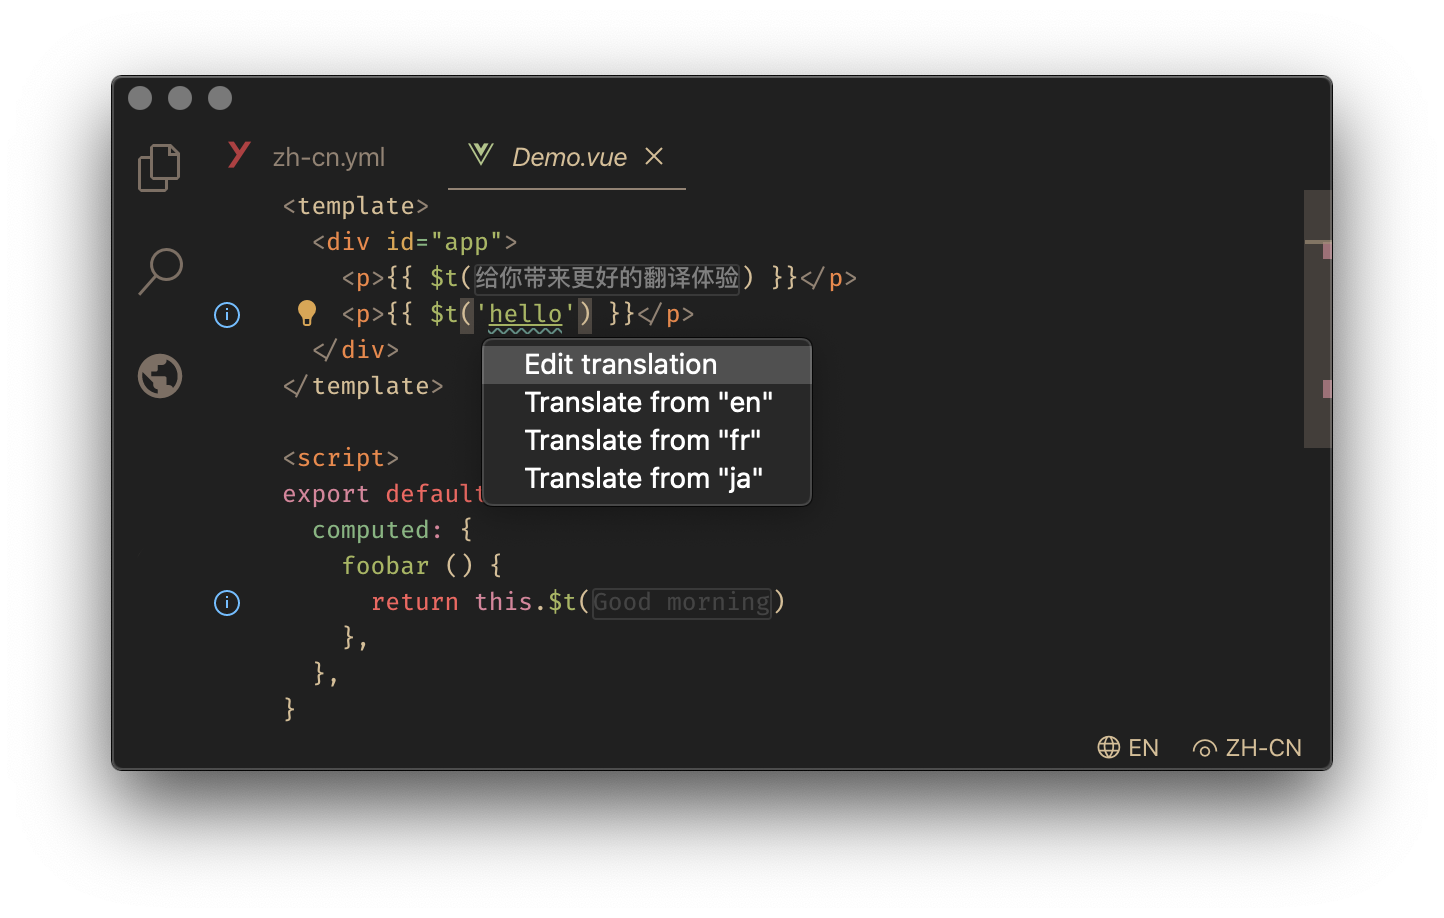 zh-cn.yml
Demo.vue
<template>
<div id="app">
<p>{{ $t(给你带来更好的翻译体验) }}</p>
<p>{{ $t('hello') }}</p>
</div>
</template>
Edit translation
Translate from "en"
Translate from "fr"
Translate from "ja"
<script>
export default
computed: {
foobar () {
return this.$t(Good morning)
},
},
}
EN
ZH-CN